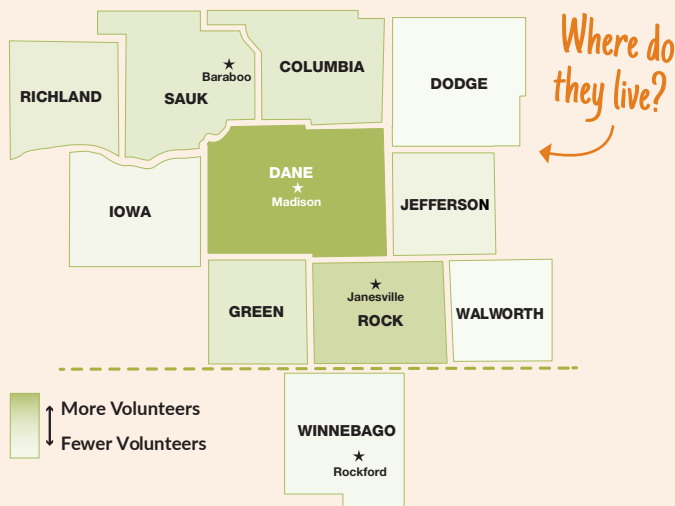 Where do
they live?
COLUMBIA
Baraboo
DODGE
RICHLAND
SAUK
DANE
Madison
JEFFERSON
IOWA
Janesville
GREEN
ROCK
WALWORTH
More Volunteers
Fewer Volunteers
WINNEBAGO
Rockford